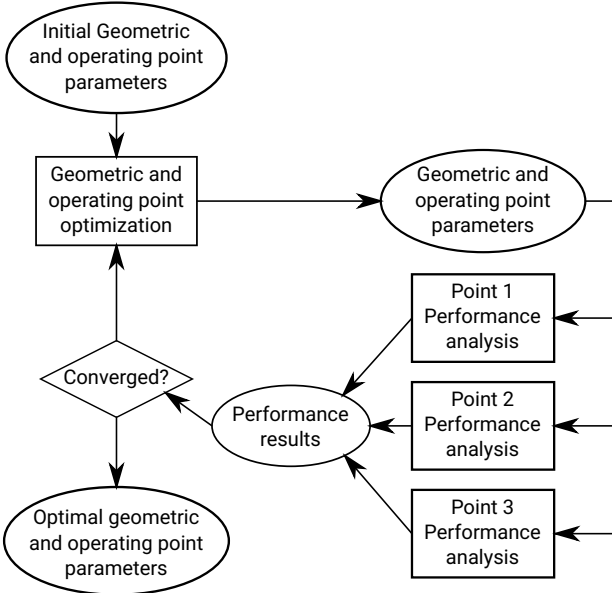 Initial Geometric
and operating point
parameters
Geometric and
operating point
optimization
Geometric and
operating point
parameters
Point 1
Performance
analysis
Converged?
Performance
results
Point 2
Performance
analysis
Optimal geometric
and operating point
parameters
Point 3
Performance
analysis